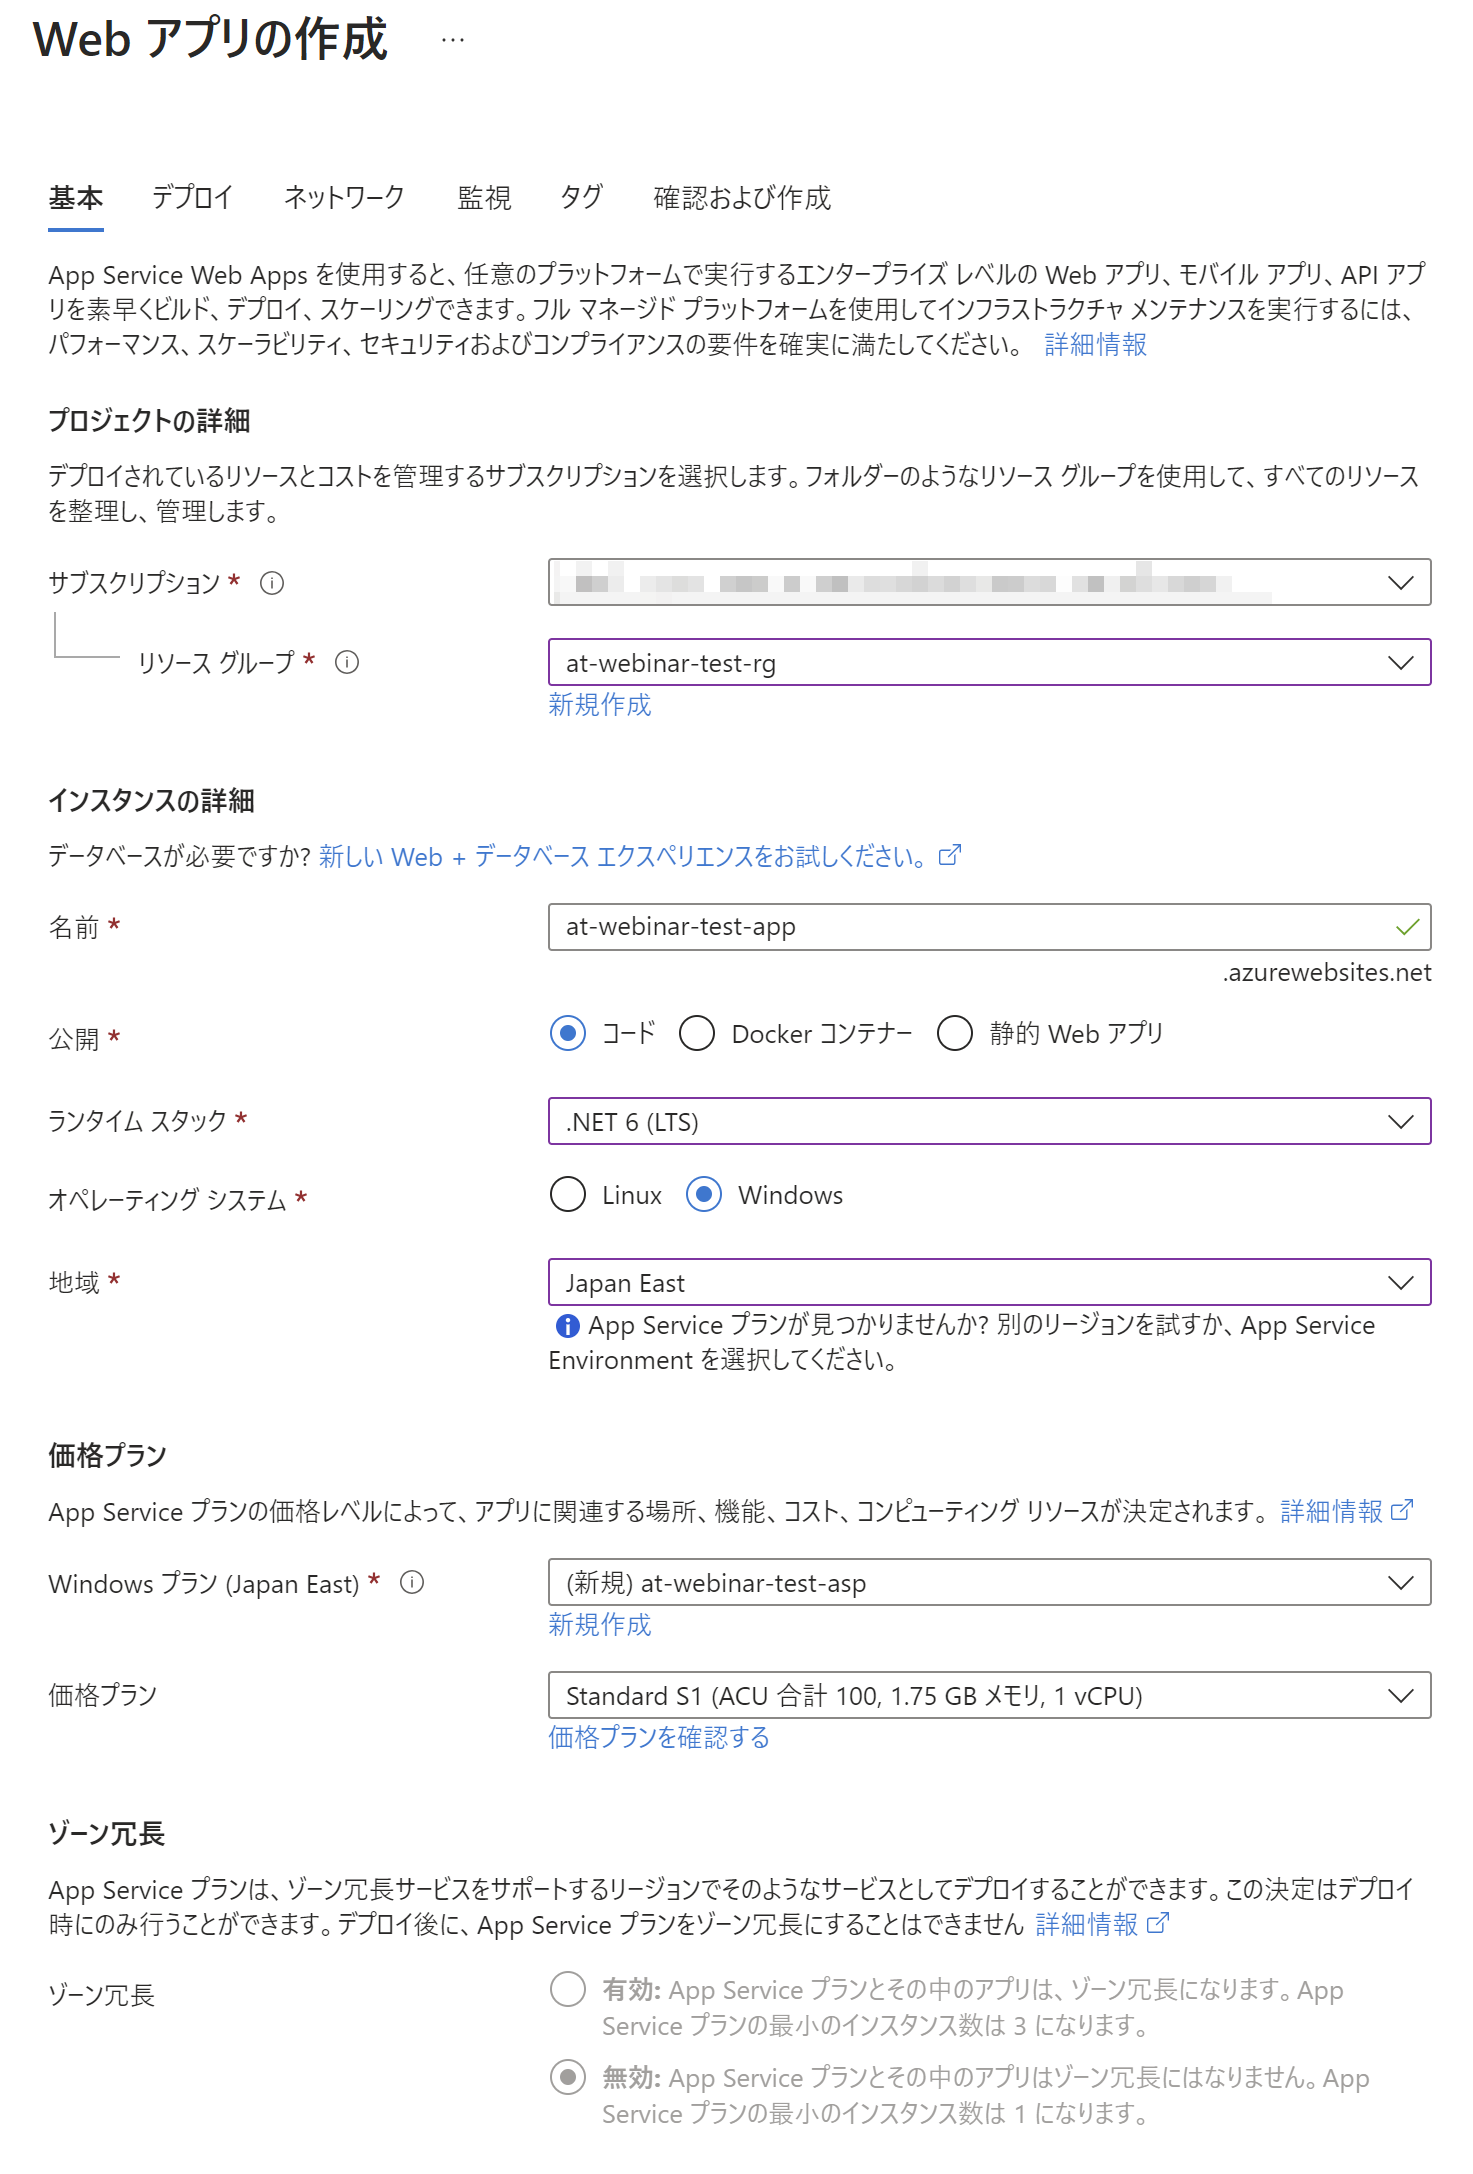 Web アプリの作成 …
基本 デプロイ ネットワーク 監視 タグ 確認および作成
App Service Web Apps を使用すると、任意のプラットフォームで実行するエンタープライズ レベルの Web アプリ、モバイル アプリ、API アプ
リを素早くビルド、デプロイ、スケーリングできます。フル マネージド プラットフォームを使用してインフラストラクチャ メンテナンスを実行するには、
パフォーマンス、スケーラビリティ、セキュリティおよびコンプライアンスの要件を確実に満たしてください。 詳細情報
プロジェクトの詳細
デプロイされているリソースとコストを管理するサブスクリプションを選択します。フォルダーのようなリソース グループを使用して、すべてのリソース
を整理し、管理します。
サブスクリプション *
リソース グループ * at-webinar-test-rg
新規作成
インスタンスの詳細
データベースが必要ですか? 新しい Web + データベース エクスペリエンスをお試しください。
名前 * at-webinar-test-app
.azurewebsites.net
公開 * コード Docker コンテナー 静的 Web アプリ
ランタイム スタック * .NET 6 (LTS)
オペレーティング システム * Linux Windows
地域 * Japan East
App Service プランが見つかりませんか? 別のリージョンを試すか、App Service
Environment を選択してください。
価格プラン
App Service プランの価格レベルによって、アプリに関連する場所、機能、コスト、コンピューティング リソースが決定されます。 詳細情報
Windows プラン (Japan East) * (新規) at-webinar-test-asp
新規作成
価格プラン Standard S1 (ACU 合計 100, 1.75 GB メモリ, 1 vCPU)
価格プランを確認する
ゾーン冗長
App Service プランは、ゾーン冗長サービスをサポートするリージョンでそのようなサービスとしてデプロイすることができます。この決定はデプロイ
時にのみ行うことができます。デプロイ後に、App Service プランをゾーン冗長にすることはできません 詳細情報
ゾーン冗長 有効: App Service プランとその中のアプリは、ゾーン冗長になります。App
Service プランの最小のインスタンス数は 3 になります。
無効: App Service プランとその中のアプリはゾーン冗長にはなりません。App
Service プランの最小のインスタンス数は 1 になります。